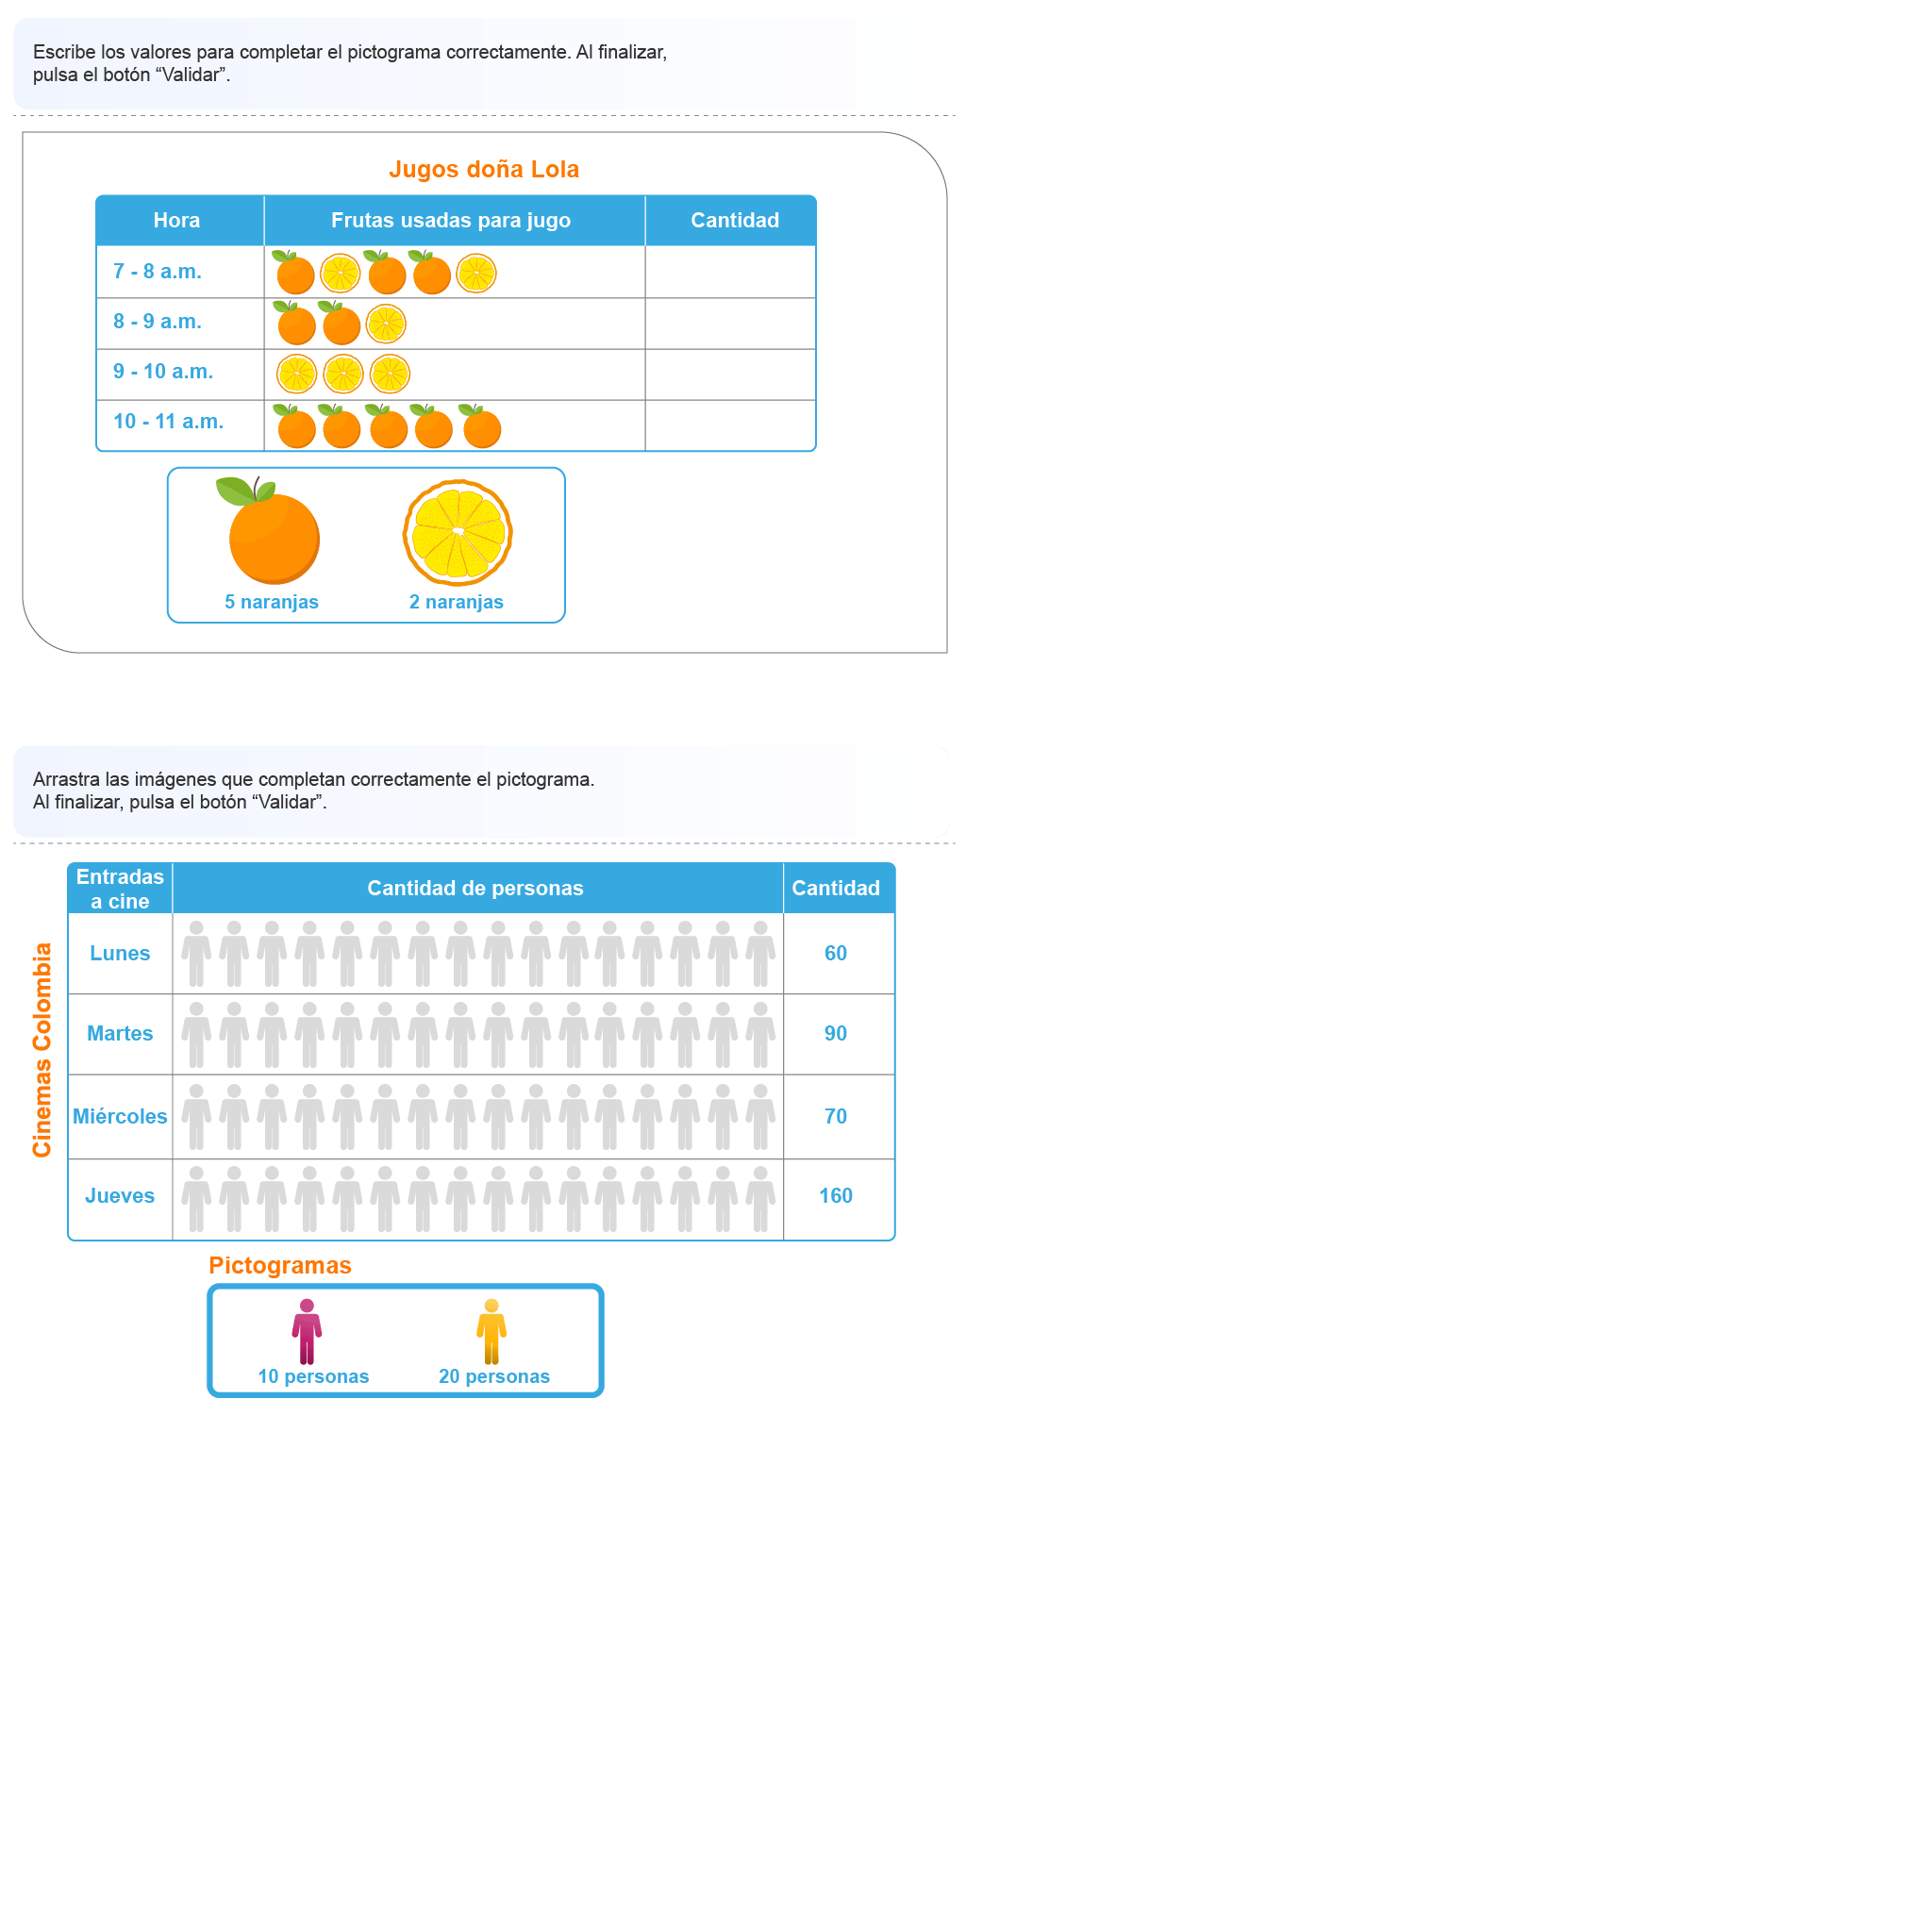 Escribe los valores para completar el pictograma correctamente. Al finalizar,
pulsa el botón “Validar”.
Jugos doña Lola
Hora Frutas usadas para jugo Cantidad
7 - 8 a.m.
8 - 9 a.m.
9 - 10 a.m.
10 - 11 a.m.
5 naranjas 2 naranjas
Arrastra las imágenes que completan correctamente el pictograma.
Al finalizar, pulsa el botón “Validar”.
Cinemas Colombia
Entradas
a cine
Cantidad de personas
Cantidad
Lunes 60
Martes 90
Miércoles 70
Jueves 160
Pictogramas
10 personas 20 personas